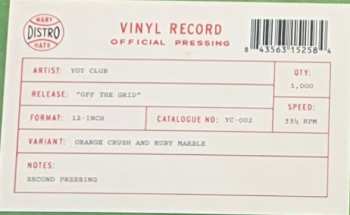 MANY
DISTRO
HATS
VINYL RECORD
OFFICIAL PRESSING
8 43563 15258 4
ARTIST: YOT CLUB
QTY:
1,000
RELEASE: "OFF THE GRID"
SPEED:
33⅓ RPM
FORMAT: 12-INCH
CATALOGUE NO: YC-002
VARIANT: ORANGE CRUSH AND RUBY MARBLE
NOTES:
SECOND PRESSING